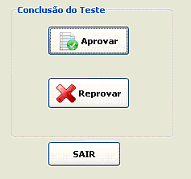 Conclusão do Teste
Aprovar
Reprovar
SAIR